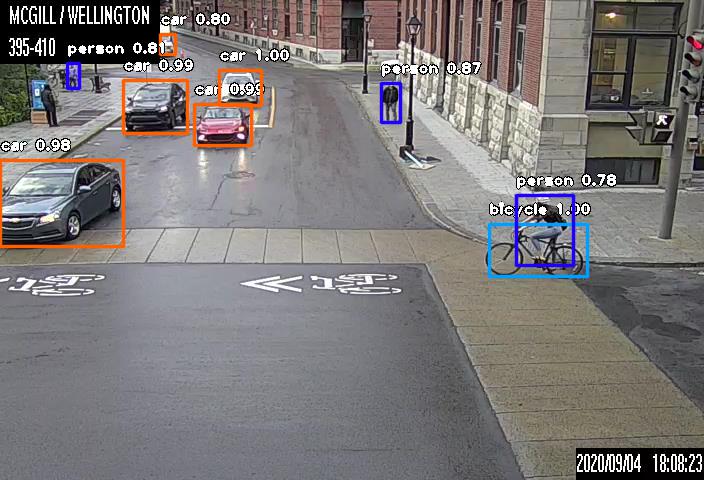 MCGILL / WELLINGTON
395-410
car 0.80
person 0.81
car 0.99
car 1.00
car 0.99
person 0.87
car 0.98
person 0.78
bicycle 1.00
2020/09/04 18:08:23